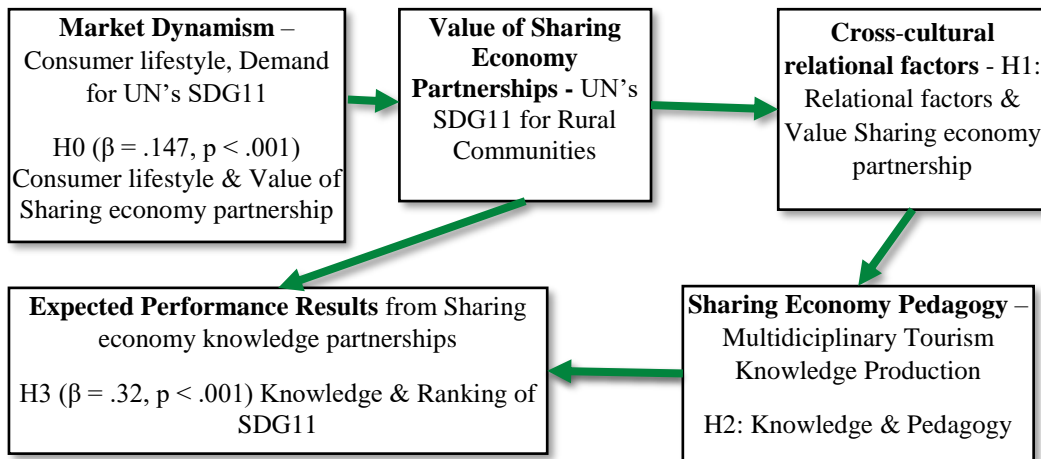 Market Dynamism –
Consumer lifestyle, Demand
for UN's SDG11
H0 (β = .147, p < .001)
Consumer lifestyle & Value of
Sharing economy partnership
Value of Sharing
Economy
Partnerships - UN's
SDG11 for Rural
Communities
Cross-cultural
relational factors - H1:
Relational factors &
Value Sharing economy
partnership
Expected Performance Results from Sharing
economy knowledge partnerships
H3 (β = .32, p < .001) Knowledge & Ranking of
SDG11
Sharing Economy Pedagogy –
Multidiciplinary Tourism
Knowledge Production
H2: Knowledge & Pedagogy